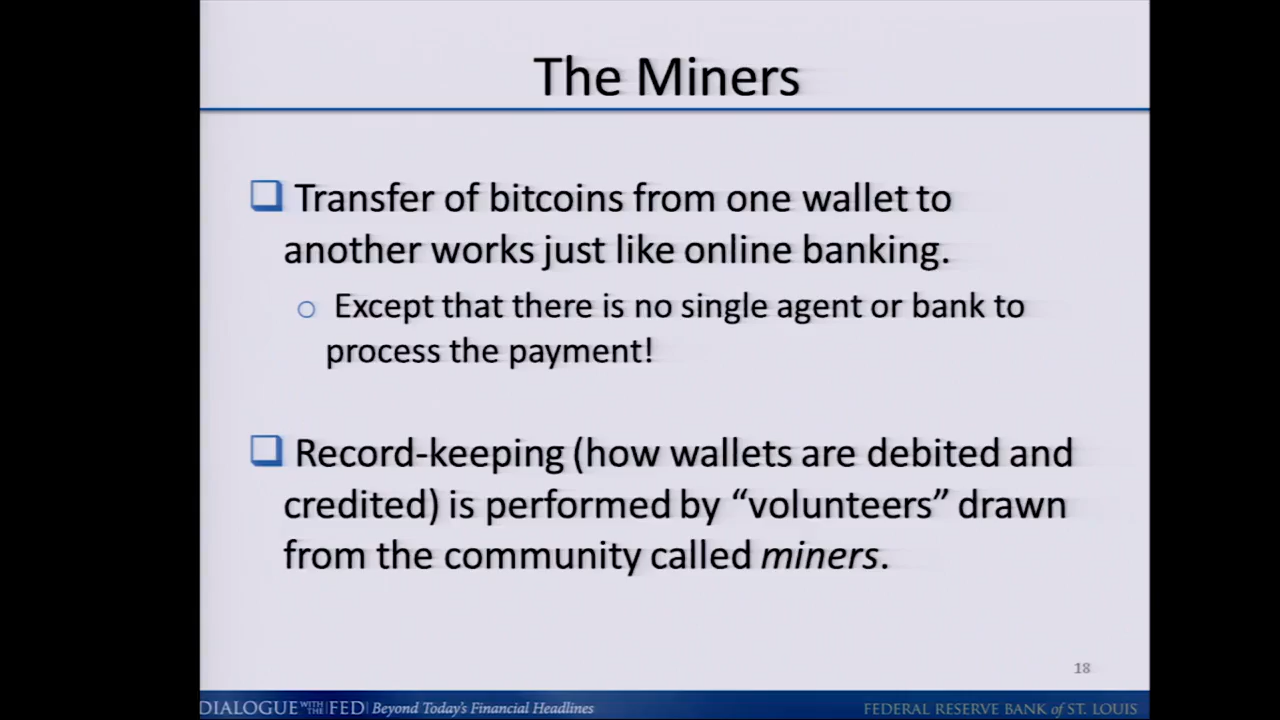 The Miners
Transfer of bitcoins from one wallet to
another works just like online banking.
Except that there is no single agent or bank to
process the payment!
Record-keeping (how wallets are debited and
credited) is performed by “volunteers” drawn
from the community called miners.
18
DIALOGUE WITH THE FED | Beyond Today's Financial Headlines
FEDERAL RESERVE BANK of ST. LOUIS